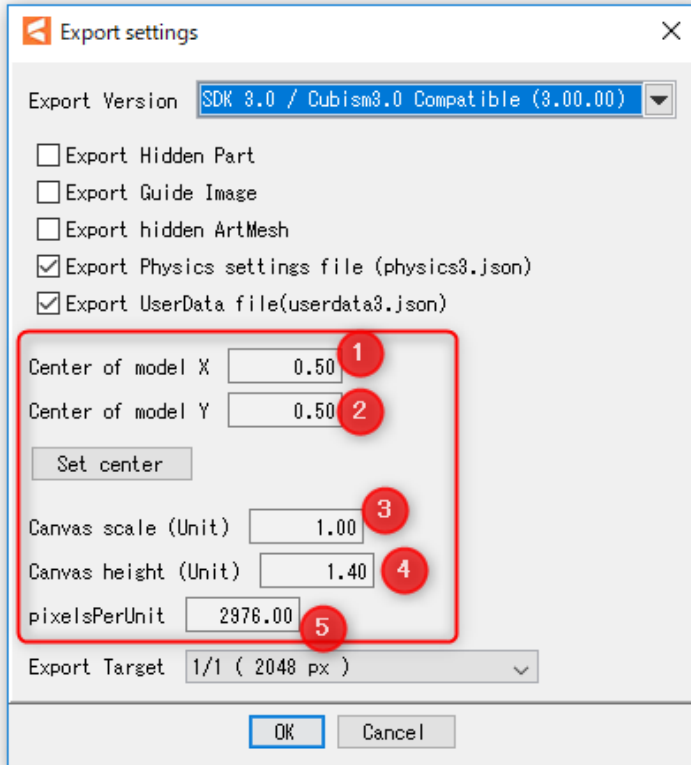 Export settings
Export Version SDK 3.0 / Cubism3.0 Compatible (3.00.00)
Export Hidden Part
Export Guide Image
Export hidden ArtMesh
Export Physics settings file (physics3.json)
Export UserData file(userdata3.json)
Center of model X 0.50 1
Center of model Y 0.50 2
Set center
Canvas scale (Unit) 1.00 3
Canvas height (Unit) 1.40 4
pixelsPerUnit 2976.00 5
Export Target 1/1 ( 2048 px )
OK Cancel